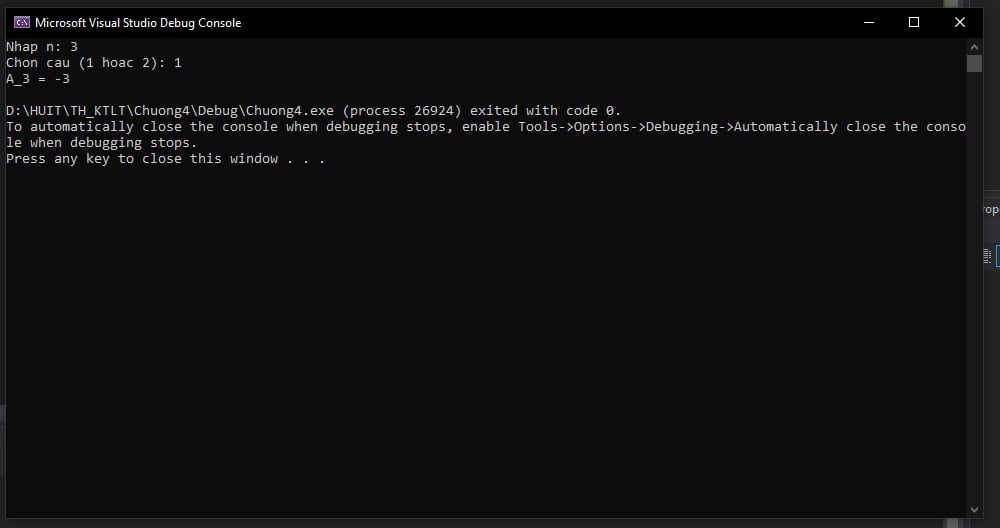 Microsoft Visual Studio Debug Console
Nhap n: 3
Chon cau (1 hoac 2): 1
A_3 = -3
D:\HUIT\TH_KTLT\Chuong4\Debug\Chuong4.exe (process 26924) exited with code 0.
To automatically close the console when debugging stops, enable Tools->Options->Debugging->Automatically close the conso
le when debugging stops.
Press any key to close this window . . .